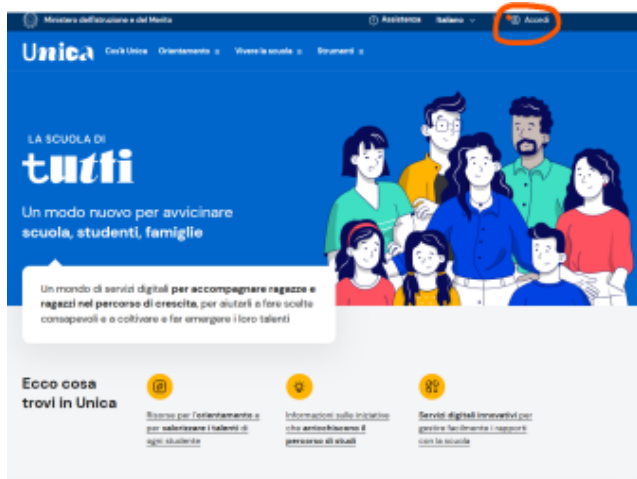 Ministero dell'Istruzione e del Merito
Assistenza Italiano Accedi
Unica Cos'è Unica Orientamento Vivere la scuola Strumenti
LA SCUOLA DI
tutti
Un modo nuovo per avvicinare
scuola, studenti, famiglie
Un mondo di servizi digitali per accompagnare ragazze e
ragazzi nel percorso di crescita, per aiutarli a fare scelte
consapevoli e a coltivare e far emergere i loro talenti
Ecco cosa
trovi in Unica
Risorse per l'orientamento e
per valorizzare i talenti di
ogni studente
Informazioni sulle iniziative
che arricchiscono il
percorso di studi
Servizi digitali innovativi per
gestire facilmente i rapporti
con la scuola